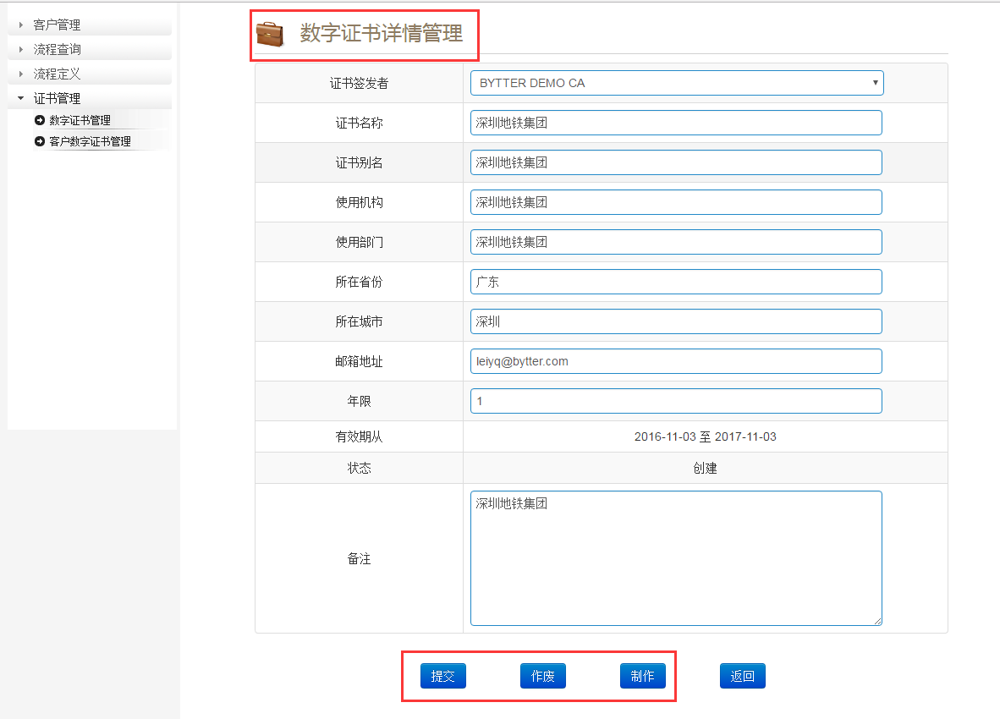 客户管理
流程查询
流程定义
证书管理
数字证书管理
客户数字证书管理
数字证书详情管理
证书签发者 BYTTER DEMO CA
证书名称 深圳地铁集团
证书别名 深圳地铁集团
使用机构 深圳地铁集团
使用部门 深圳地铁集团
所在省份 广东
所在城市 深圳
邮箱地址 leiyq@bytter.com
年限 1
有效期从 2016-11-03 至 2017-11-03
状态 创建
备注 深圳地铁集团
提交 作废 制作 返回